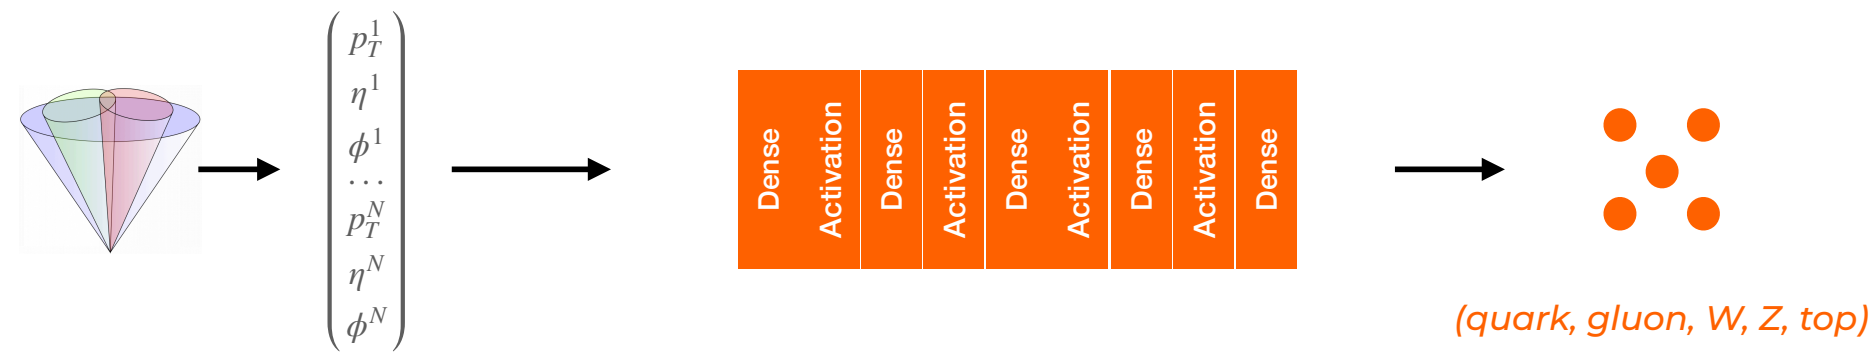 p_T^1
η^1
ϕ^1
...
p_T^N
η^N
ϕ^N
Dense
Activation
Dense
Activation
Dense
Activation
Dense
Activation
Dense
(quark, gluon, W, Z, top)